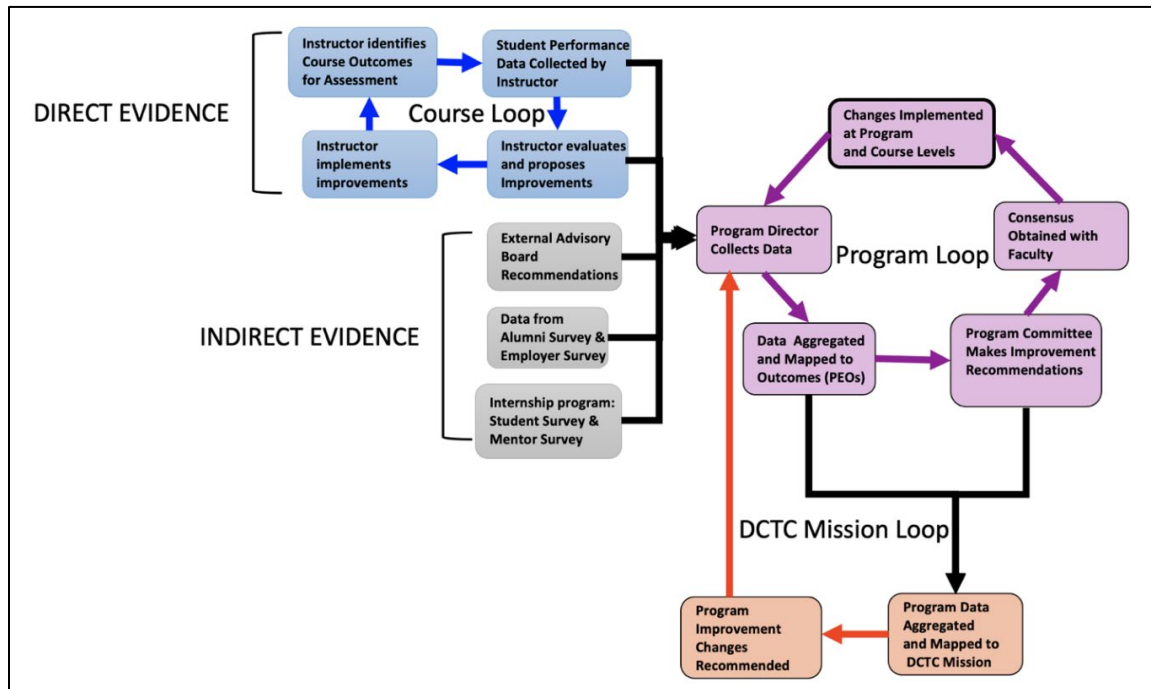 DIRECT EVIDENCE
Instructor identifies
Course Outcomes
for Assessment
Student Performance
Data Collected by
Instructor
Course Loop
Instructor
implements
improvements
Instructor evaluates
and proposes
Improvements
INDIRECT EVIDENCE
External Advisory
Board
Recommendations
Data from
Alumni Survey &
Employer Survey
Internship program:
Student Survey &
Mentor Survey
Changes Implemented
at Program
and Course Levels
Program Director
Collects Data
Program Loop
Consensus
Obtained with
Faculty
Data Aggregated
and Mapped to
Outcomes (PEOs)
Program Committee
Makes Improvement
Recommendations
DCTC Mission Loop
Program
Improvement
Changes
Recommended
Program Data
Aggregated
and Mapped to
DCTC Mission